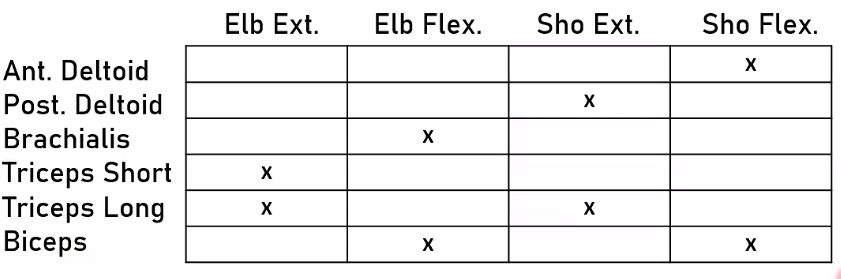 Elb Ext. Elb Flex. Sho Ext. Sho Flex.
Ant. Deltoid x
Post. Deltoid x
Brachialis x
Triceps Short x
Triceps Long x x
Biceps x x